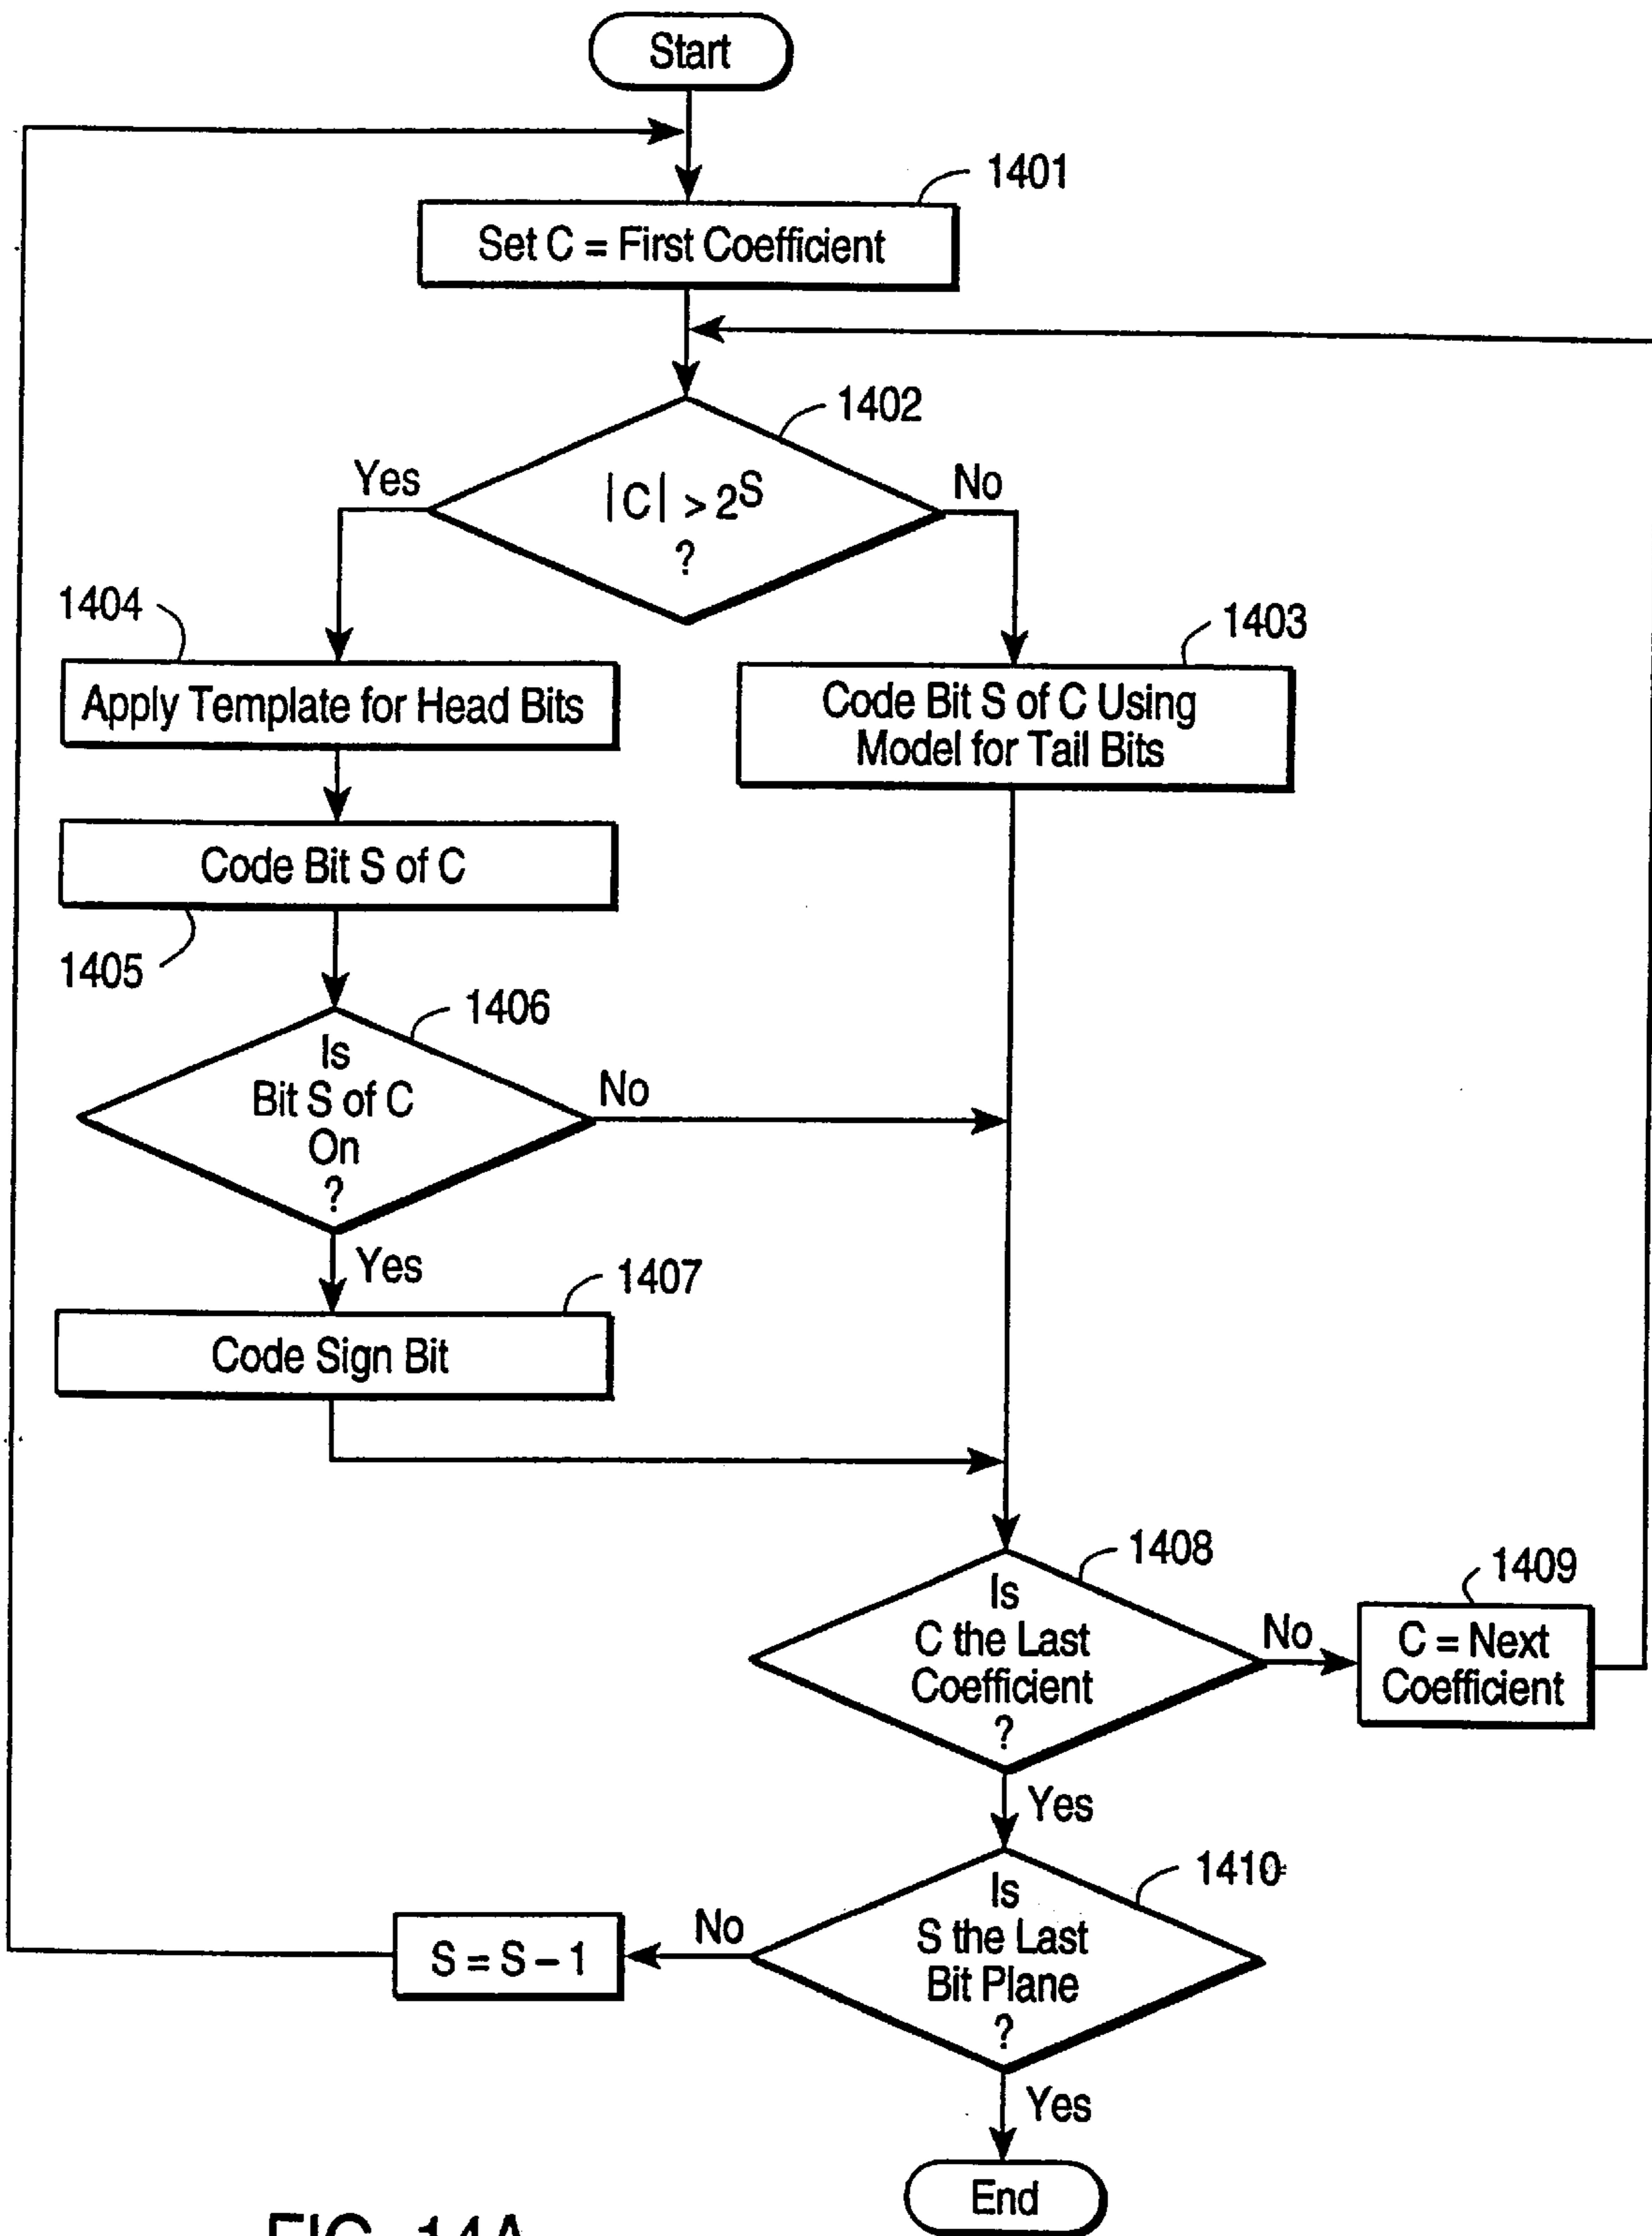 Start
1401
Set C = First Coefficient
1402
|C| > 2^S
?
Yes
No
1404
1403
Apply Template for Head Bits
Code Bit S of C Using
Model for Tail Bits
Code Bit S of C
1405
1406
Is
Bit S of C
On
?
No
Yes
1407
Code Sign Bit
1408
Is
C the Last
Coefficient
?
No
1409
C = Next
Coefficient
Yes
1410
Is
S the Last
Bit Plane
?
No
S = S – 1
Yes
End
FIG. 14A